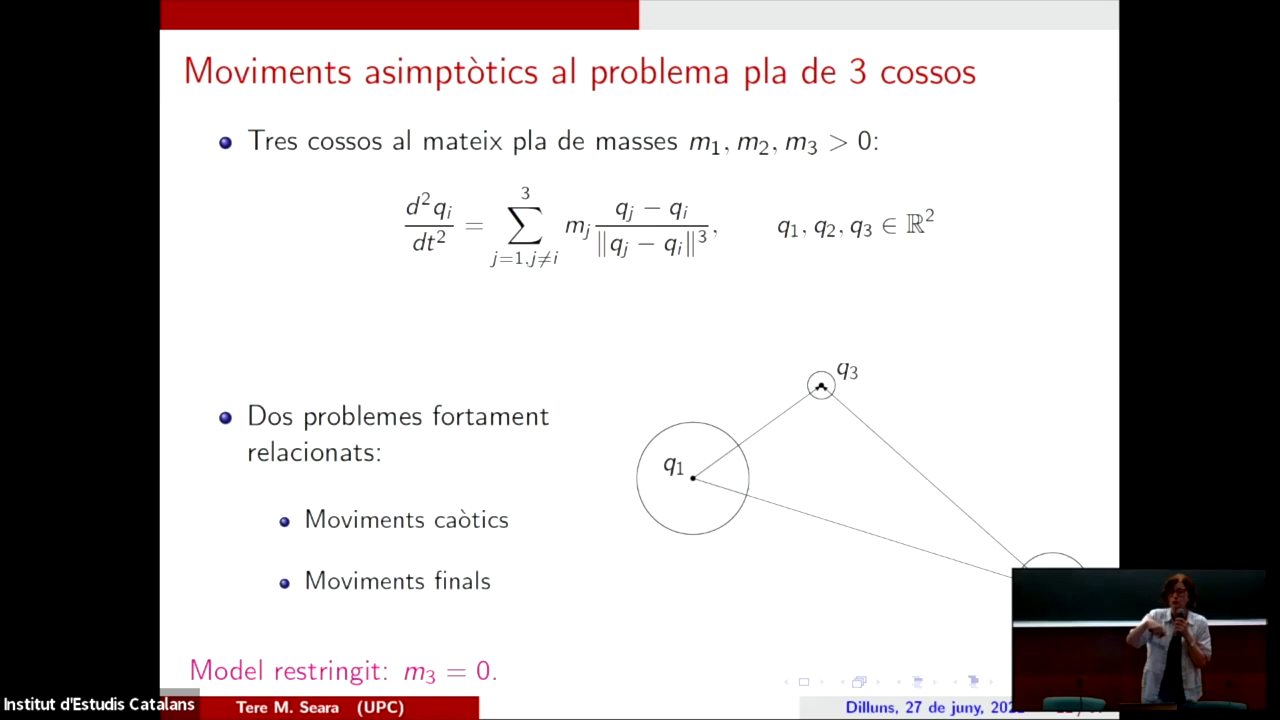 Moviments asimptòtics al problema pla de 3 cossos
Tres cossos al mateix pla de masses m₁, m₂, m₃ > 0:
d²qᵢ/dt² = ∑³ⱼ₌₁,ⱼ≠ᵢ mⱼ (qⱼ − qᵢ)/‖qⱼ − qᵢ‖³, q₁, q₂, q₃ ∈ ℝ²
q₃
Dos problemes fortament
relacionats:
q₁
Moviments caòtics
Moviments finals
Model restringit: m₃ = 0.
Institut d'Estudis Catalans
Tere M. Seara (UPC)
Dilluns, 27 de juny,